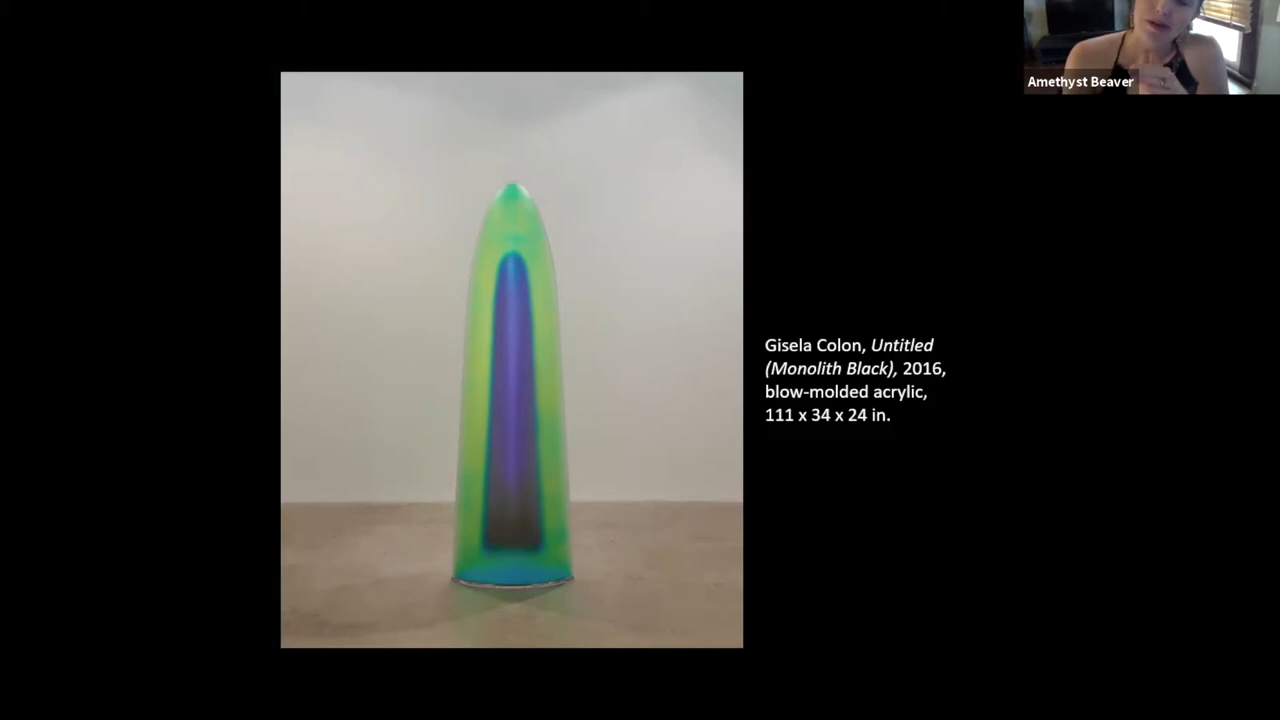 Amethyst Beaver
Gisela Colon, Untitled
(Monolith Black), 2016,
blow-molded acrylic,
111 x 34 x 24 in.